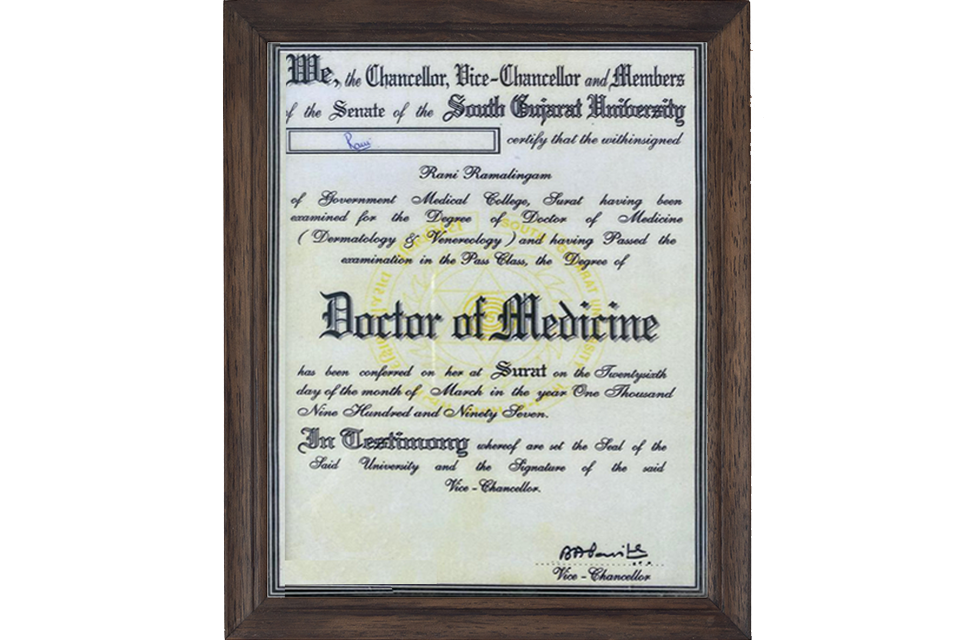 We, the Chancellor, Vice-Chancellor and Members
of the Senate of the South Gujarat University
Rani
certify that the withinsigned
Rani Ramalingam
of Government Medical College, Surat having been
examined for the Degree of Doctor of Medicine
( Dermatology & Venereology ) and having Passed the
examination in the Pass Class, the Degree of
Doctor of Medicine
has been conferred on her at Surat on the Twentysixth
day of the month of March in the year One Thousand
Nine Hundred and Ninety Seven.
In Testimony whereof are set the Seal of the
Said University and the Signature of the said
Vice - Chancellor.
Vice - Chancellor
SOUTH GUJARAT UNIVERSITY